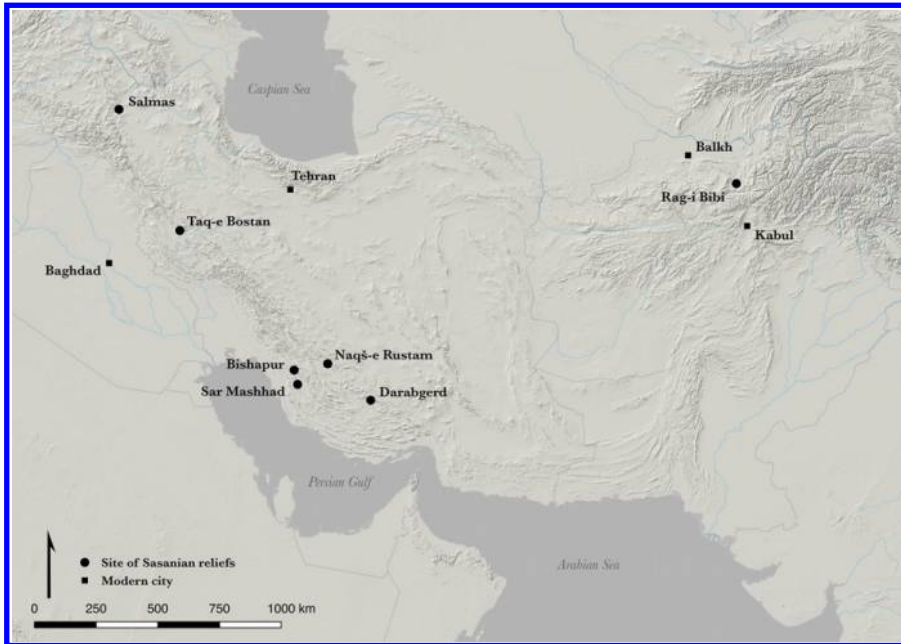 Caspian Sea
Salmas
Balkh
Tehran
Rag-i Bibi
Taq-e Bostan
Kabul
Baghdad
Naqš-e Rustam
Bishapur
Sar Mashhad
Darabgerd
Persian Gulf
Arabian Sea
Site of Sasanian reliefs
Modern city
0 250 500 750 1000 km